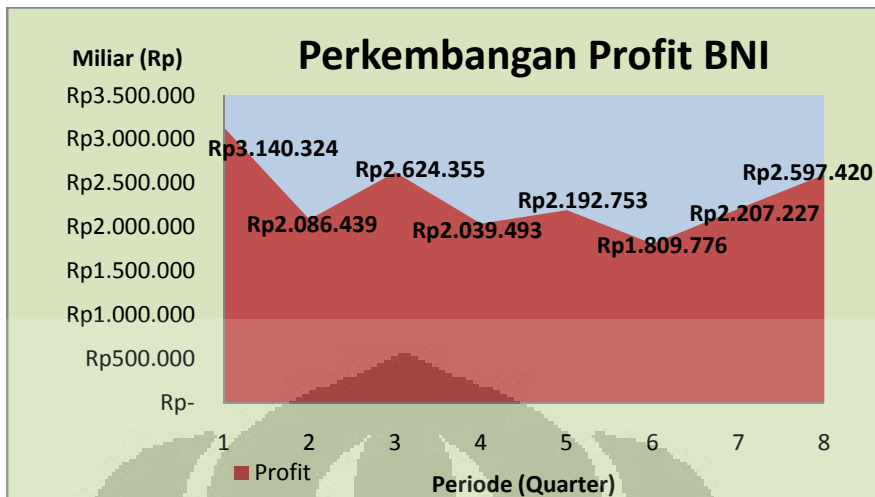 Perkembangan Profit BNI
Miliar (Rp)
Rp3.500.000
Rp3.000.000
Rp2.500.000
Rp2.000.000
Rp1.500.000
Rp1.000.000
Rp500.000
Rp-
Rp3.140.324
Rp2.086.439
Rp2.624.355
Rp2.039.493
Rp2.192.753
Rp1.809.776
Rp2.207.227
Rp2.597.420
1 2 3 4 5 6 7 8
Profit
Periode (Quarter)